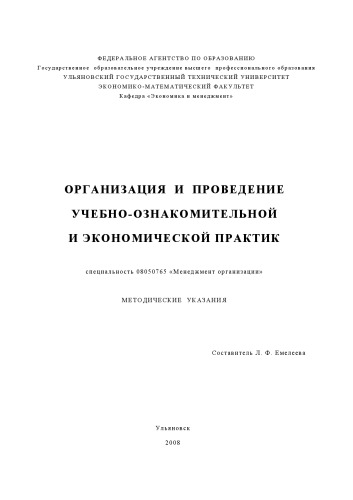 ФЕДЕРАЛЬНОЕ АГЕНТСТВО ПО ОБРАЗОВАНИЮ
Государственное образовательное учреждение высшего профессионального образования
УЛЬЯНОВСКИЙ ГОСУДАРСТВЕННЫЙ ТЕХНИЧЕСКИЙ УНИВЕРСИТЕТ
ЭКОНОМИКО-МАТЕМАТИЧЕСКИЙ ФАКУЛЬТЕТ
Кафедра «Экономика и менеджмент»
ОРГАНИЗАЦИЯ И ПРОВЕДЕНИЕ
УЧЕБНО-ОЗНАКОМИТЕЛЬНОЙ
И ЭКОНОМИЧЕСКОЙ ПРАКТИК
специальность 08050765 «Менеджмент организации»
МЕТОДИЧЕСКИЕ УКАЗАНИЯ
Составитель Л. Ф. Емелеева
Ульяновск
2008